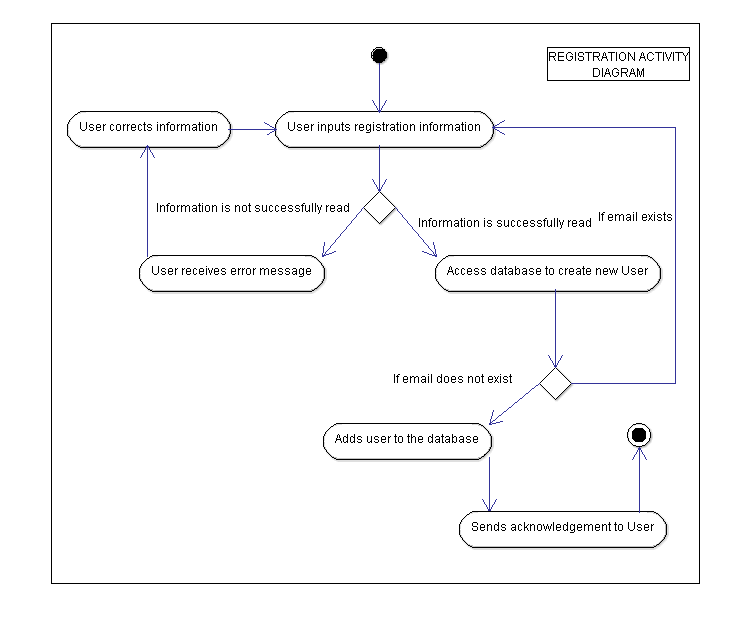 REGISTRATION ACTIVITY
DIAGRAM
User corrects information
User inputs registration information
Information is not successfully read
Information is successfully read
If email exists
User receives error message
Access database to create new User
If email does not exist
Adds user to the database
Sends acknowledgement to User